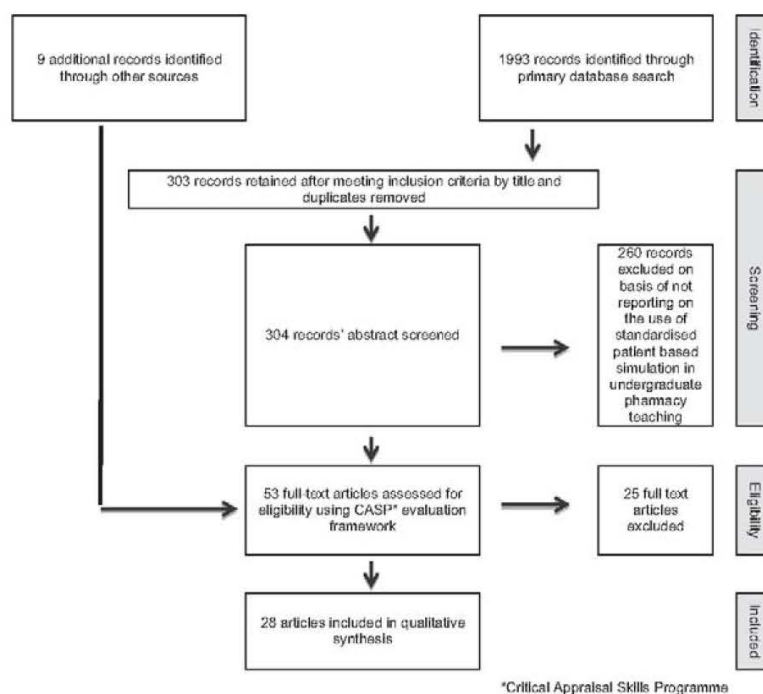 9 additional records identified
through other sources
1993 records identified through
primary database search
Identification
303 records retained after meeting inclusion criteria by title and
duplicates removed
304 records' abstract screened
260 records
excluded on
basis of not
reporting on
the use of
standardised
patient based
simulation in
undergraduate
pharmacy
teaching
Screening
53 full-text articles assessed for
eligibility using CASP* evaluation
framework
25 full text
articles
excluded
Eligibility
28 articles included in qualitative
synthesis
Included
*Critical Appraisal Skills Programme